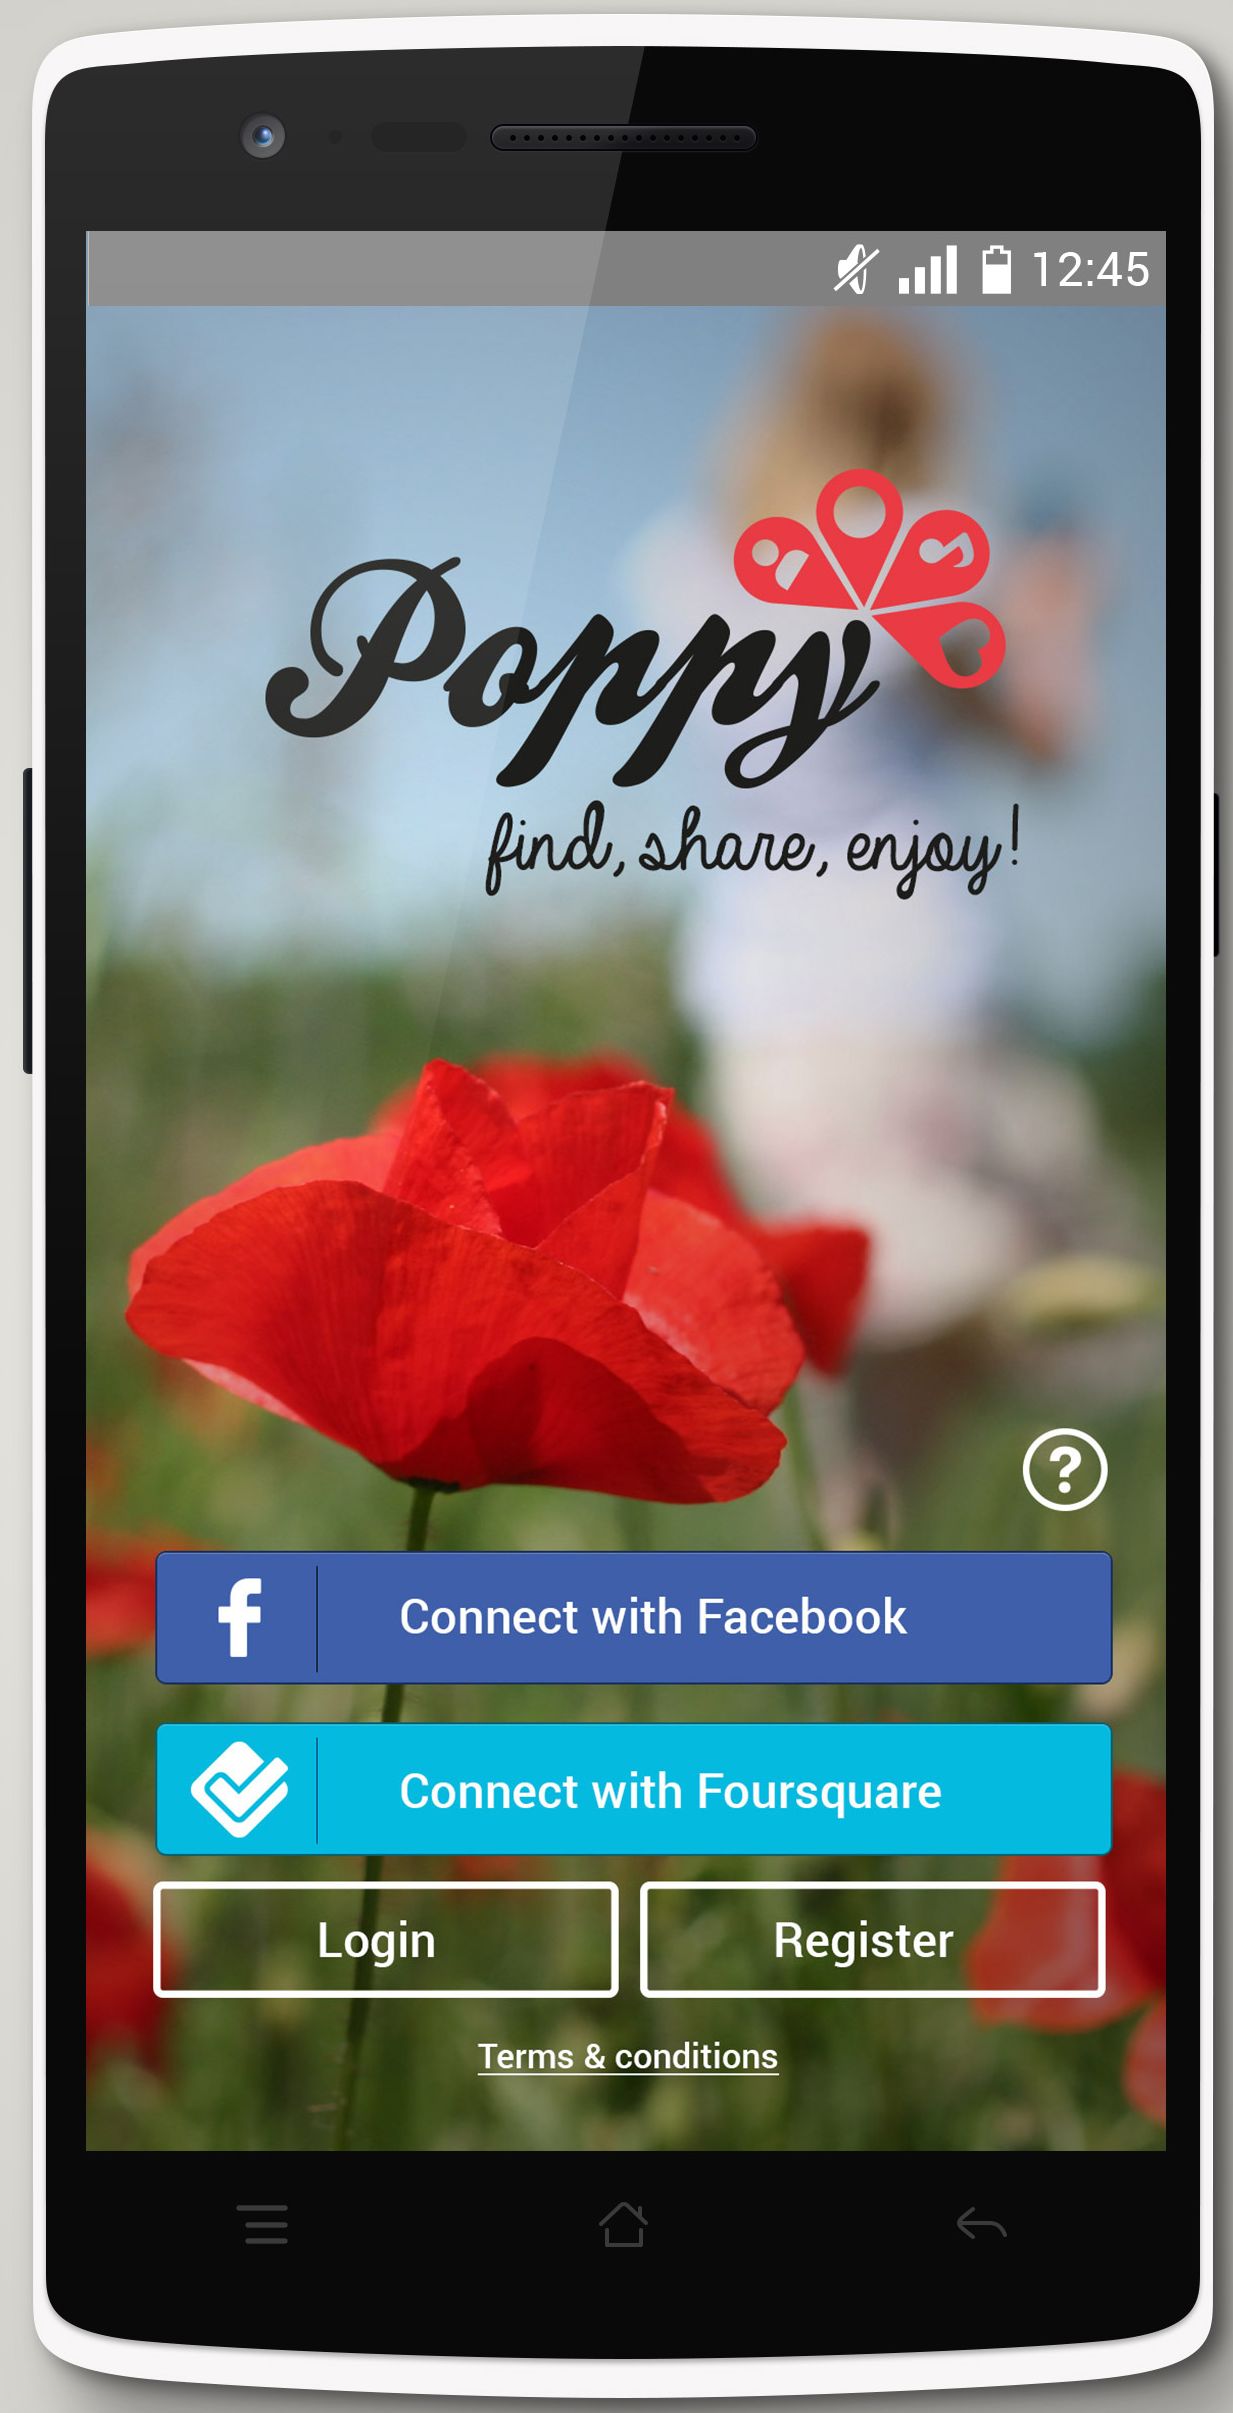 12:45
Poppy
find, share, enjoy!
?
f
Connect with Facebook
Connect with Foursquare
Login
Register
Terms & conditions